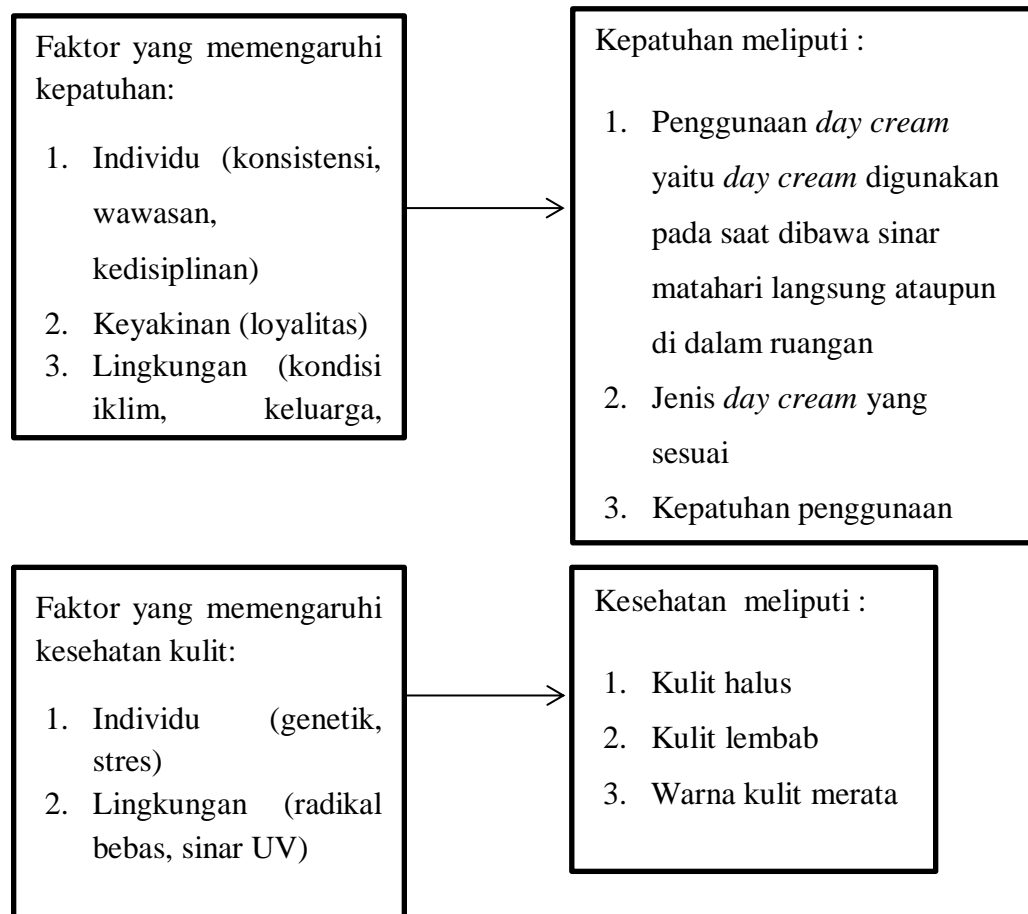 Faktor yang memengaruhi
kepatuhan:
1. Individu (konsistensi,
wawasan,
kedisiplinan)
2. Keyakinan (loyalitas)
3. Lingkungan (kondisi
iklim, keluarga,
Kepatuhan meliputi :
1. Penggunaan day cream
yaitu day cream digunakan
pada saat dibawa sinar
matahari langsung ataupun
di dalam ruangan
2. Jenis day cream yang
sesuai
3. Kepatuhan penggunaan
Faktor yang memengaruhi
kesehatan kulit:
1. Individu (genetik,
stres)
2. Lingkungan (radikal
bebas, sinar UV)
Kesehatan meliputi :
1. Kulit halus
2. Kulit lembab
3. Warna kulit merata